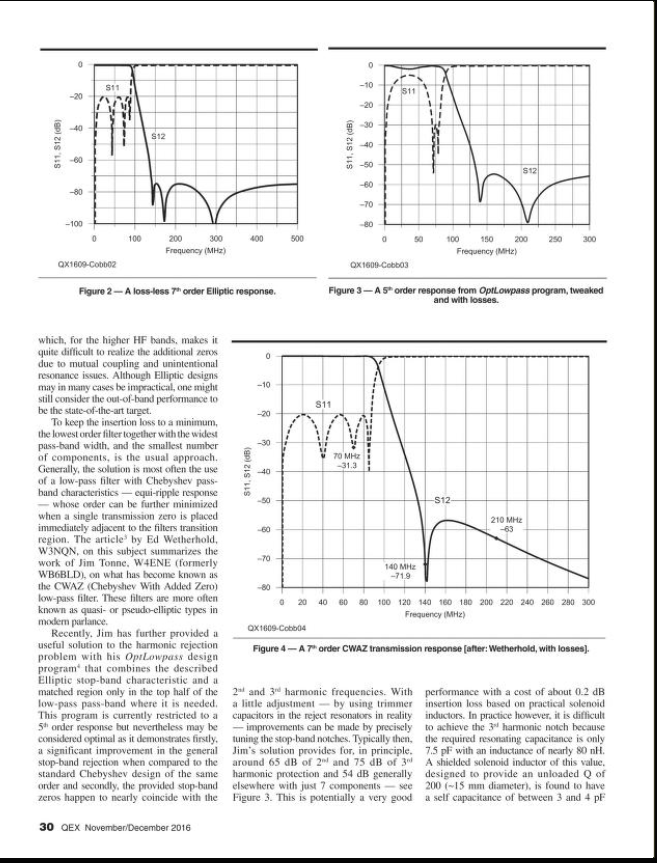 0
–20
–40
–60
–80
–100
S11, S12 (dB)
S11
S12
0
100
200
300
400
500
Frequency (MHz)
QX1609-Cobb02
Figure 2 — A loss-less 7th order Elliptic response.
0
–10
–20
–30
–40
–50
–60
–70
–80
S11, S12 (dB)
S11
S12
0
50
100
150
200
250
300
Frequency (MHz)
QX1609-Cobb03
Figure 3 — A 5th order response from OptLowpass program, tweaked
and with losses.
which, for the higher HF bands, makes it
quite difficult to realize the additional zeros
due to mutual coupling and unintentional
resonance issues. Although Elliptic designs
may in many cases be impractical, one might
still consider the out-of-band performance to
be the state-of-the-art target.
To keep the insertion loss to a minimum,
the lowest order filter together with the widest
pass-band width, and the smallest number
of components, is the usual approach.
Generally, the solution is most often the use
of a low-pass filter with Chebyshev pass-
band characteristics — equi-ripple response
— whose order can be further minimized
when a single transmission zero is placed
immediately adjacent to the filters transition
region. The article3 by Ed Wetherhold,
W3NQN, on this subject summarizes the
work of Jim Tonne, W4ENE (formerly
WB6BLD), on what has become known as
the CWAZ (Chebyshev With Added Zero)
low-pass filter. These filters are more often
known as quasi- or pseudo-elliptic types in
modern parlance.
Recently, Jim has further provided a
useful solution to the harmonic rejection
problem with his OptLowpass design
program4 that combines the described
Elliptic stop-band characteristic and a
matched region only in the top half of the
low-pass pass-band where it is needed.
This program is currently restricted to a
5th order response but nevertheless may be
considered optimal as it demonstrates firstly,
a significant improvement in the general
stop-band rejection when compared to the
standard Chebyshev design of the same
order and secondly, the provided stop-band
zeros happen to nearly coincide with the
0
–10
–20
–30
–40
–50
–60
–70
–80
S11, S12 (dB)
S11
70 MHz
–31.3
S12
210 MHz
–63
140 MHz
–71.9
0
20
40
60
80
100
120
140
160
180
200
220
240
260
280
300
Frequency (MHz)
QX1609-Cobb04
Figure 4 — A 7th order CWAZ transmission response [after: Wetherhold, with losses].
2nd and 3rd harmonic frequencies. With
a little adjustment — by using trimmer
capacitors in the reject resonators in reality
— improvements can be made by precisely
tuning the stop-band notches. Typically then,
Jim's solution provides for, in principle,
around 65 dB of 2nd and 75 dB of 3rd
harmonic protection and 54 dB generally
elsewhere with just 7 components — see
Figure 3. This is potentially a very good
performance with a cost of about 0.2 dB
insertion loss based on practical solenoid
inductors. In practice however, it is difficult
to achieve the 3rd harmonic notch because
the required resonating capacitance is only
7.5 pF with an inductance of nearly 80 nH.
A shielded solenoid inductor of this value,
designed to provide an unloaded Q of
200 (~15 mm diameter), is found to have
a self capacitance of between 3 and 4 pF
30 QEX November/December 2016